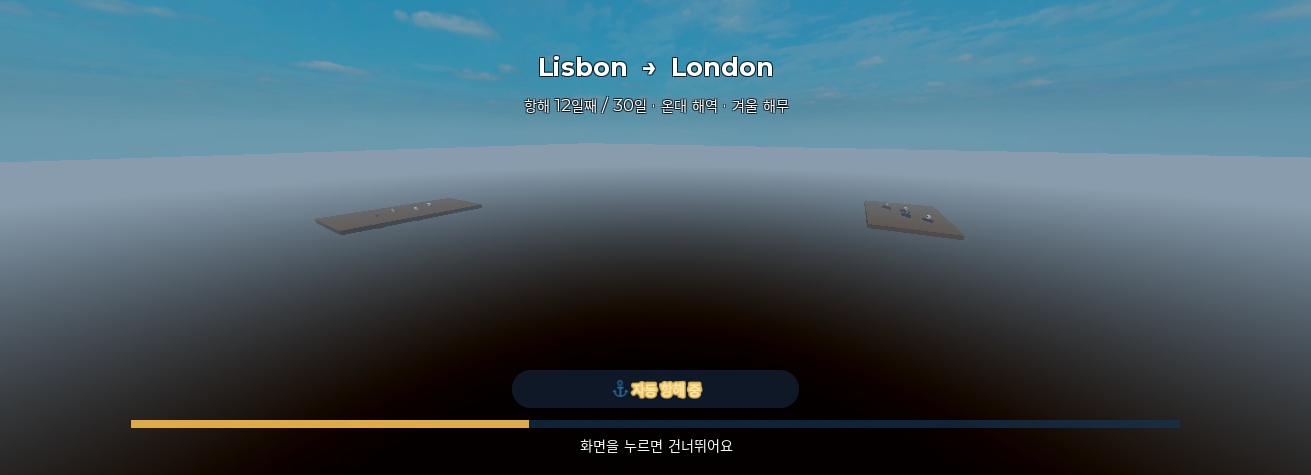 Lisbon → London
항해 12일째 / 30일 · 온대 해역 · 겨울 해무
⚓ 자동 항해 중
화면을 누르면 건너뛰어요